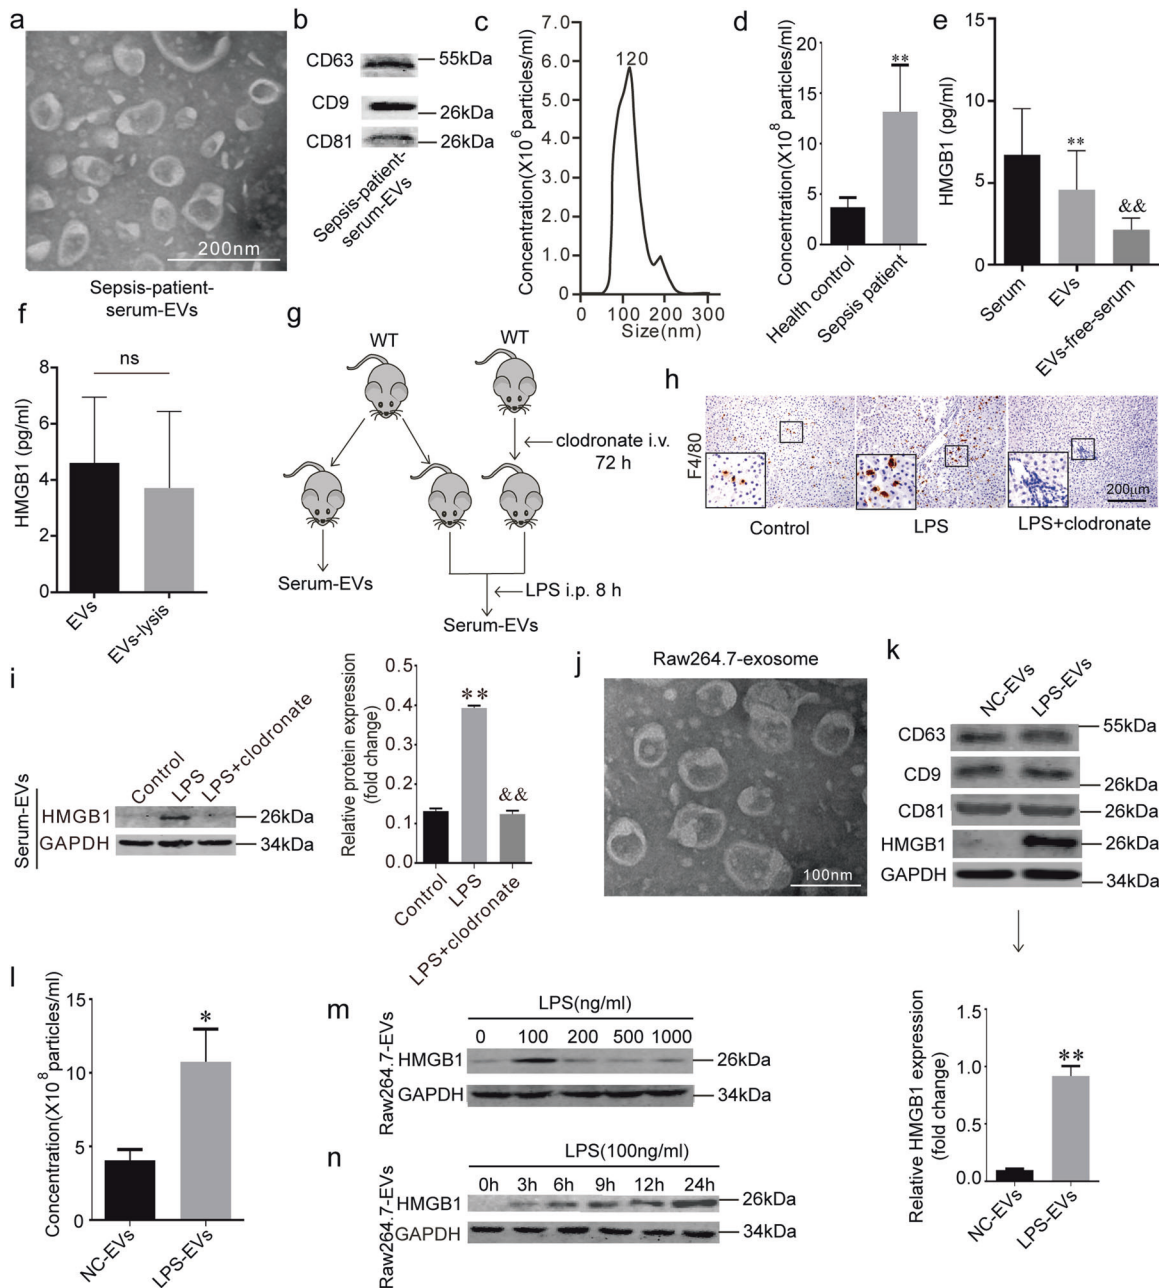 a
200nm
Sepsis-patient-
serum-EVs
b
CD63
55kDa
CD9
26kDa
CD81
26kDa
Sepsis-patient-
serum-EVs
c
Concentration(X10 6 particles/ml)
7.0
6.0
5.0
4.0
3.0
2.0
1.0
0
120
0 100 200 300
Size(nm)
d
Concentration(X10 8 particles/ml)
20
15
10
5
0
**
Health control
Sepsis patient
e
HMGB1 (pg/ml)
15
10
5
0
**
&&
Serum
EVs
EVs-free-serum
f
HMGB1 (pg/ml)
8
6
4
2
0
ns
EVs
EVs-lysis
g
WT
WT
clodronate i.v.
72 h
Serum-EVs
LPS i.p. 8 h
Serum-EVs
h
F4/80
200μm
Control
LPS
LPS+clodronate
i
Serum-EVs
Control
LPS
LPS+clodronate
HMGB1
26kDa
GAPDH
34kDa
Relative protein expression
(fold change)
0.5
0.4
0.3
0.2
0.1
0.0
**
&&
Control
LPS
LPS+clodronate
j
Raw264.7-exosome
100nm
k
NC-EVs
LPS-EVs
CD63
55kDa
CD9
26kDa
CD81
26kDa
HMGB1
26kDa
GAPDH
34kDa
Relative HMGB1 expression
(fold change)
1.5
1.0
0.5
0.0
**
NC-EVs
LPS-EVs
l
Concentration(X10 8 particles/ml)
15
10
5
0
*
NC-EVs
LPS-EVs
m
Raw264.7-EVs
LPS(ng/ml)
0 100 200 500 1000
HMGB1
26kDa
GAPDH
34kDa
n
Raw264.7-EVs
LPS(100ng/ml)
0h 3h 6h 9h 12h 24h
HMGB1
26kDa
GAPDH
34kDa